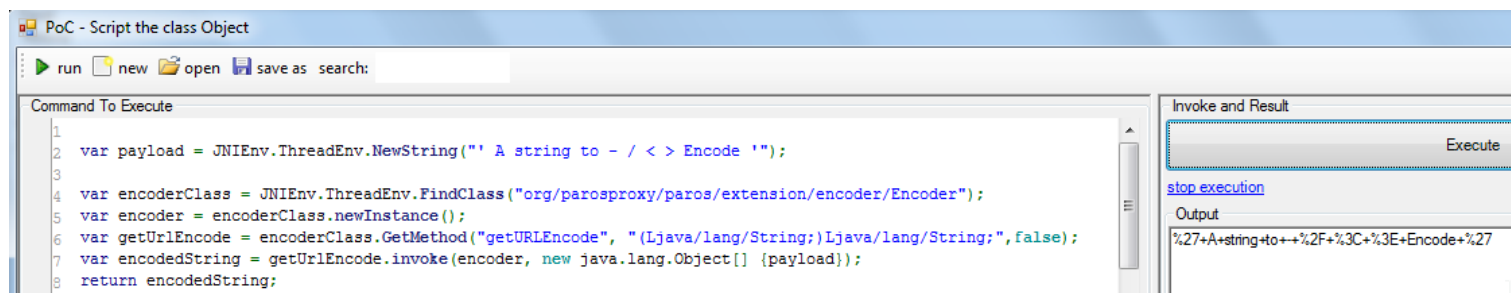 PoC - Script the class Object
run new open save as search:
Command To Execute
1
2 var payload = JNIEnv.ThreadEnv.NewString("' A string to - / < > Encode '");
3
4 var encoderClass = JNIEnv.ThreadEnv.FindClass("org/parosproxy/paros/extension/encoder/Encoder");
5 var encoder = encoderClass.newInstance();
6 var getUrlEncode = encoderClass.GetMethod("getURLEncode", "(Ljava/lang/String;)Ljava/lang/String;",false);
7 var encodedString = getUrlEncode.invoke(encoder, new java.lang.Object[] {payload});
8 return encodedString;
Invoke and Result
Execute
stop execution
Output
%27+A+string+to+-+%2F+%3C+%3E+Encode+%27